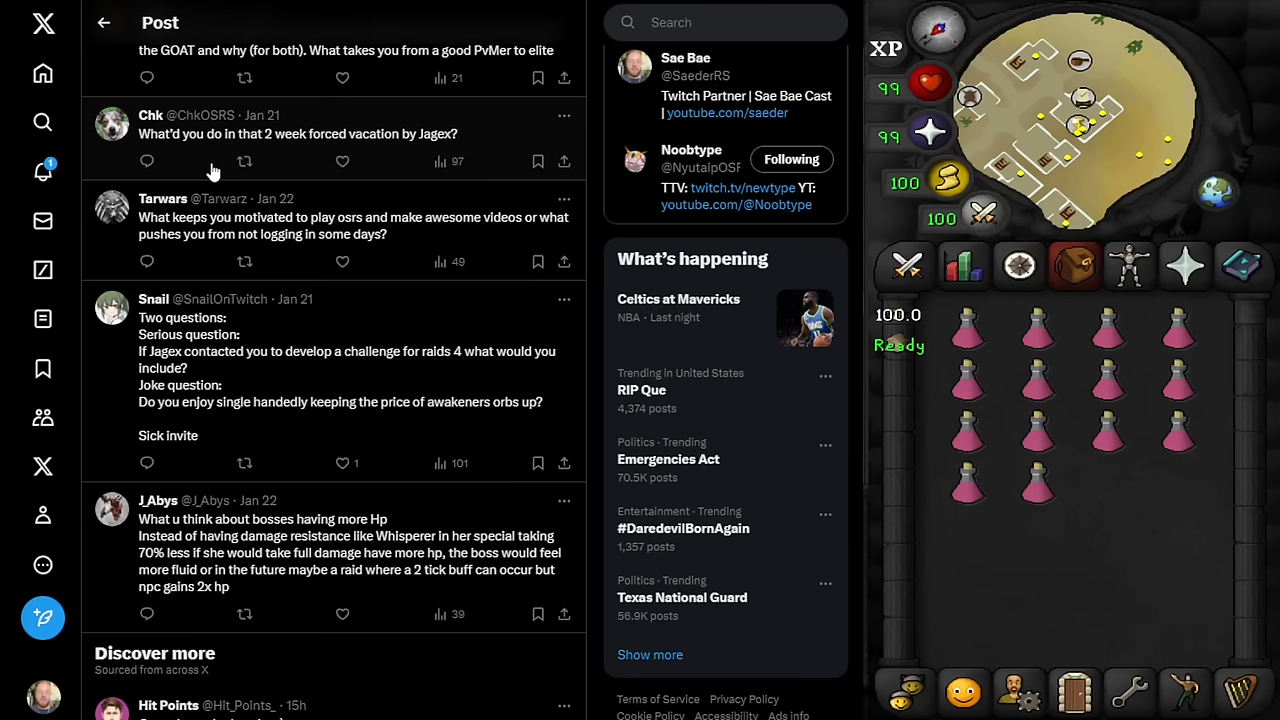 Post
the GOAT and why (for both). What takes you from a good PvMer to elite
21
Chk @ChkOSRS · Jan 21
What'd you do in that 2 week forced vacation by Jagex?
97
Tarwars @Tarwarz · Jan 22
What keeps you motivated to play osrs and make awesome videos or what
pushes you from not logging in some days?
49
Snail @SnailOnTwitch · Jan 21
Two questions:
Serious question:
If Jagex contacted you to develop a challenge for raids 4 what would you
include?
Joke question:
Do you enjoy single handedly keeping the price of awakeners orbs up?
Sick invite
1
101
J_Abys @J_Abys · Jan 22
What u think about bosses having more Hp
Instead of having damage resistance like Whisperer in her special taking
70% less if she would take full damage have more hp, the boss would feel
more fluid or in the future maybe a raid where a 2 tick buff can occur but
npc gains 2x hp
39
Discover more
Sourced from across X
Hit Points @HIt_Points_ · 15h
1
Search
Sae Bae
@SaederRS
Twitch Partner | Sae Bae Cast
| youtube.com/saeder
Noobtype
@NyutaipOSF
Following
TTV: twitch.tv/newtype YT:
youtube.com/@Noobtype
What's happening
Celtics at Mavericks
NBA · Last night
Trending in United States
RIP Que
4,374 posts
Politics · Trending
Emergencies Act
70.5K posts
Entertainment · Trending
#DaredevilBornAgain
1,357 posts
Politics · Trending
Texas National Guard
56.9K posts
Show more
Terms of Service Privacy Policy
Cookie Policy Accessibility Ads info
XP
99
99
100
100
100.0
Ready